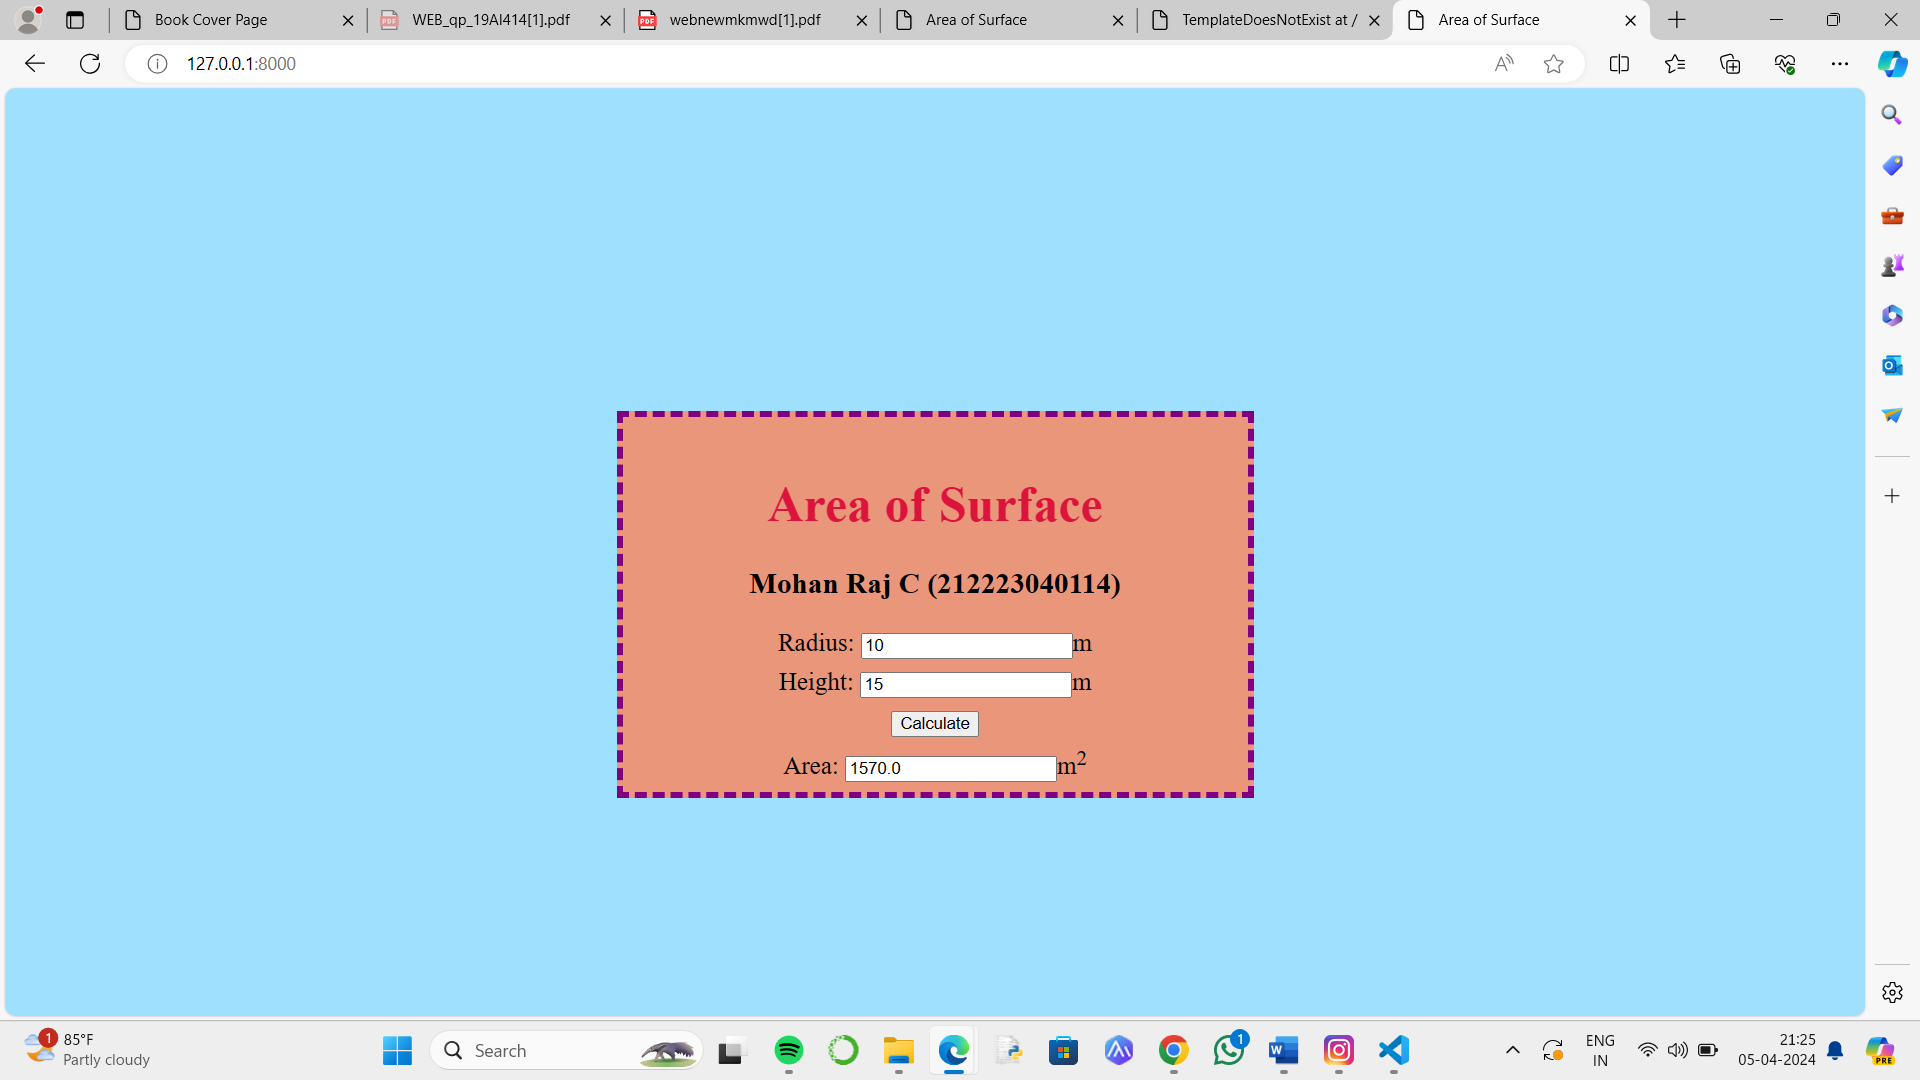 Book Cover Page
WEB_qp_19AI414[1].pdf
webnewmkmwd[1].pdf
Area of Surface
TemplateDoesNotExist at /
Area of Surface
127.0.0.1:8000
Area of Surface
Mohan Raj C (212223040114)
Radius: 10 m
Height: 15 m
Calculate
Area: 1570.0 m²
1
85°F
Partly cloudy
Search
1
PRE
ENG
IN
21:25
05-04-2024